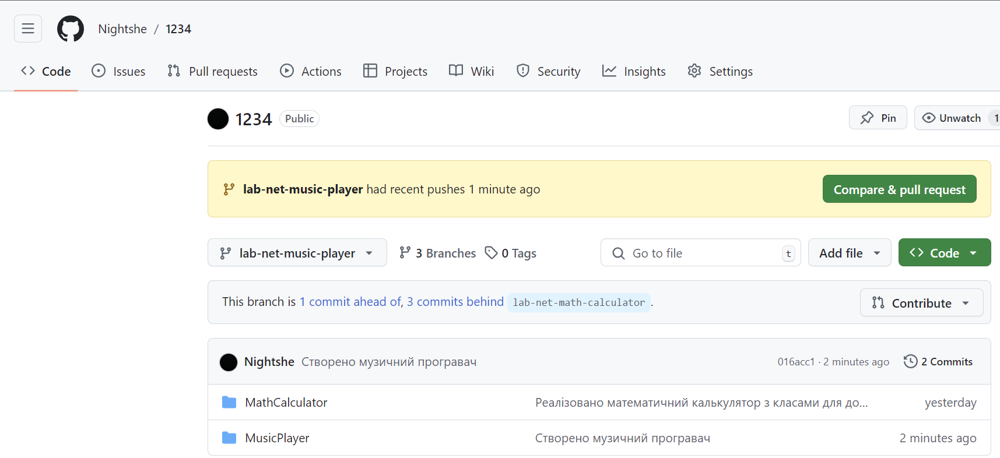 Nightshe / 1234
Code Issues Pull requests Actions Projects Wiki Security Insights Settings
1234 Public Pin Unwatch 1
lab-net-music-player had recent pushes 1 minute ago Compare & pull request
lab-net-music-player 3 Branches 0 Tags Go to file t Add file Code
This branch is 1 commit ahead of, 3 commits behind lab-net-math-calculator . Contribute
Nightshe Створено музичний програвач 016acc1 · 2 minutes ago 2 Commits
MathCalculator Реалізовано математичний калькулятор з класами для до... yesterday
MusicPlayer Створено музичний програвач 2 minutes ago